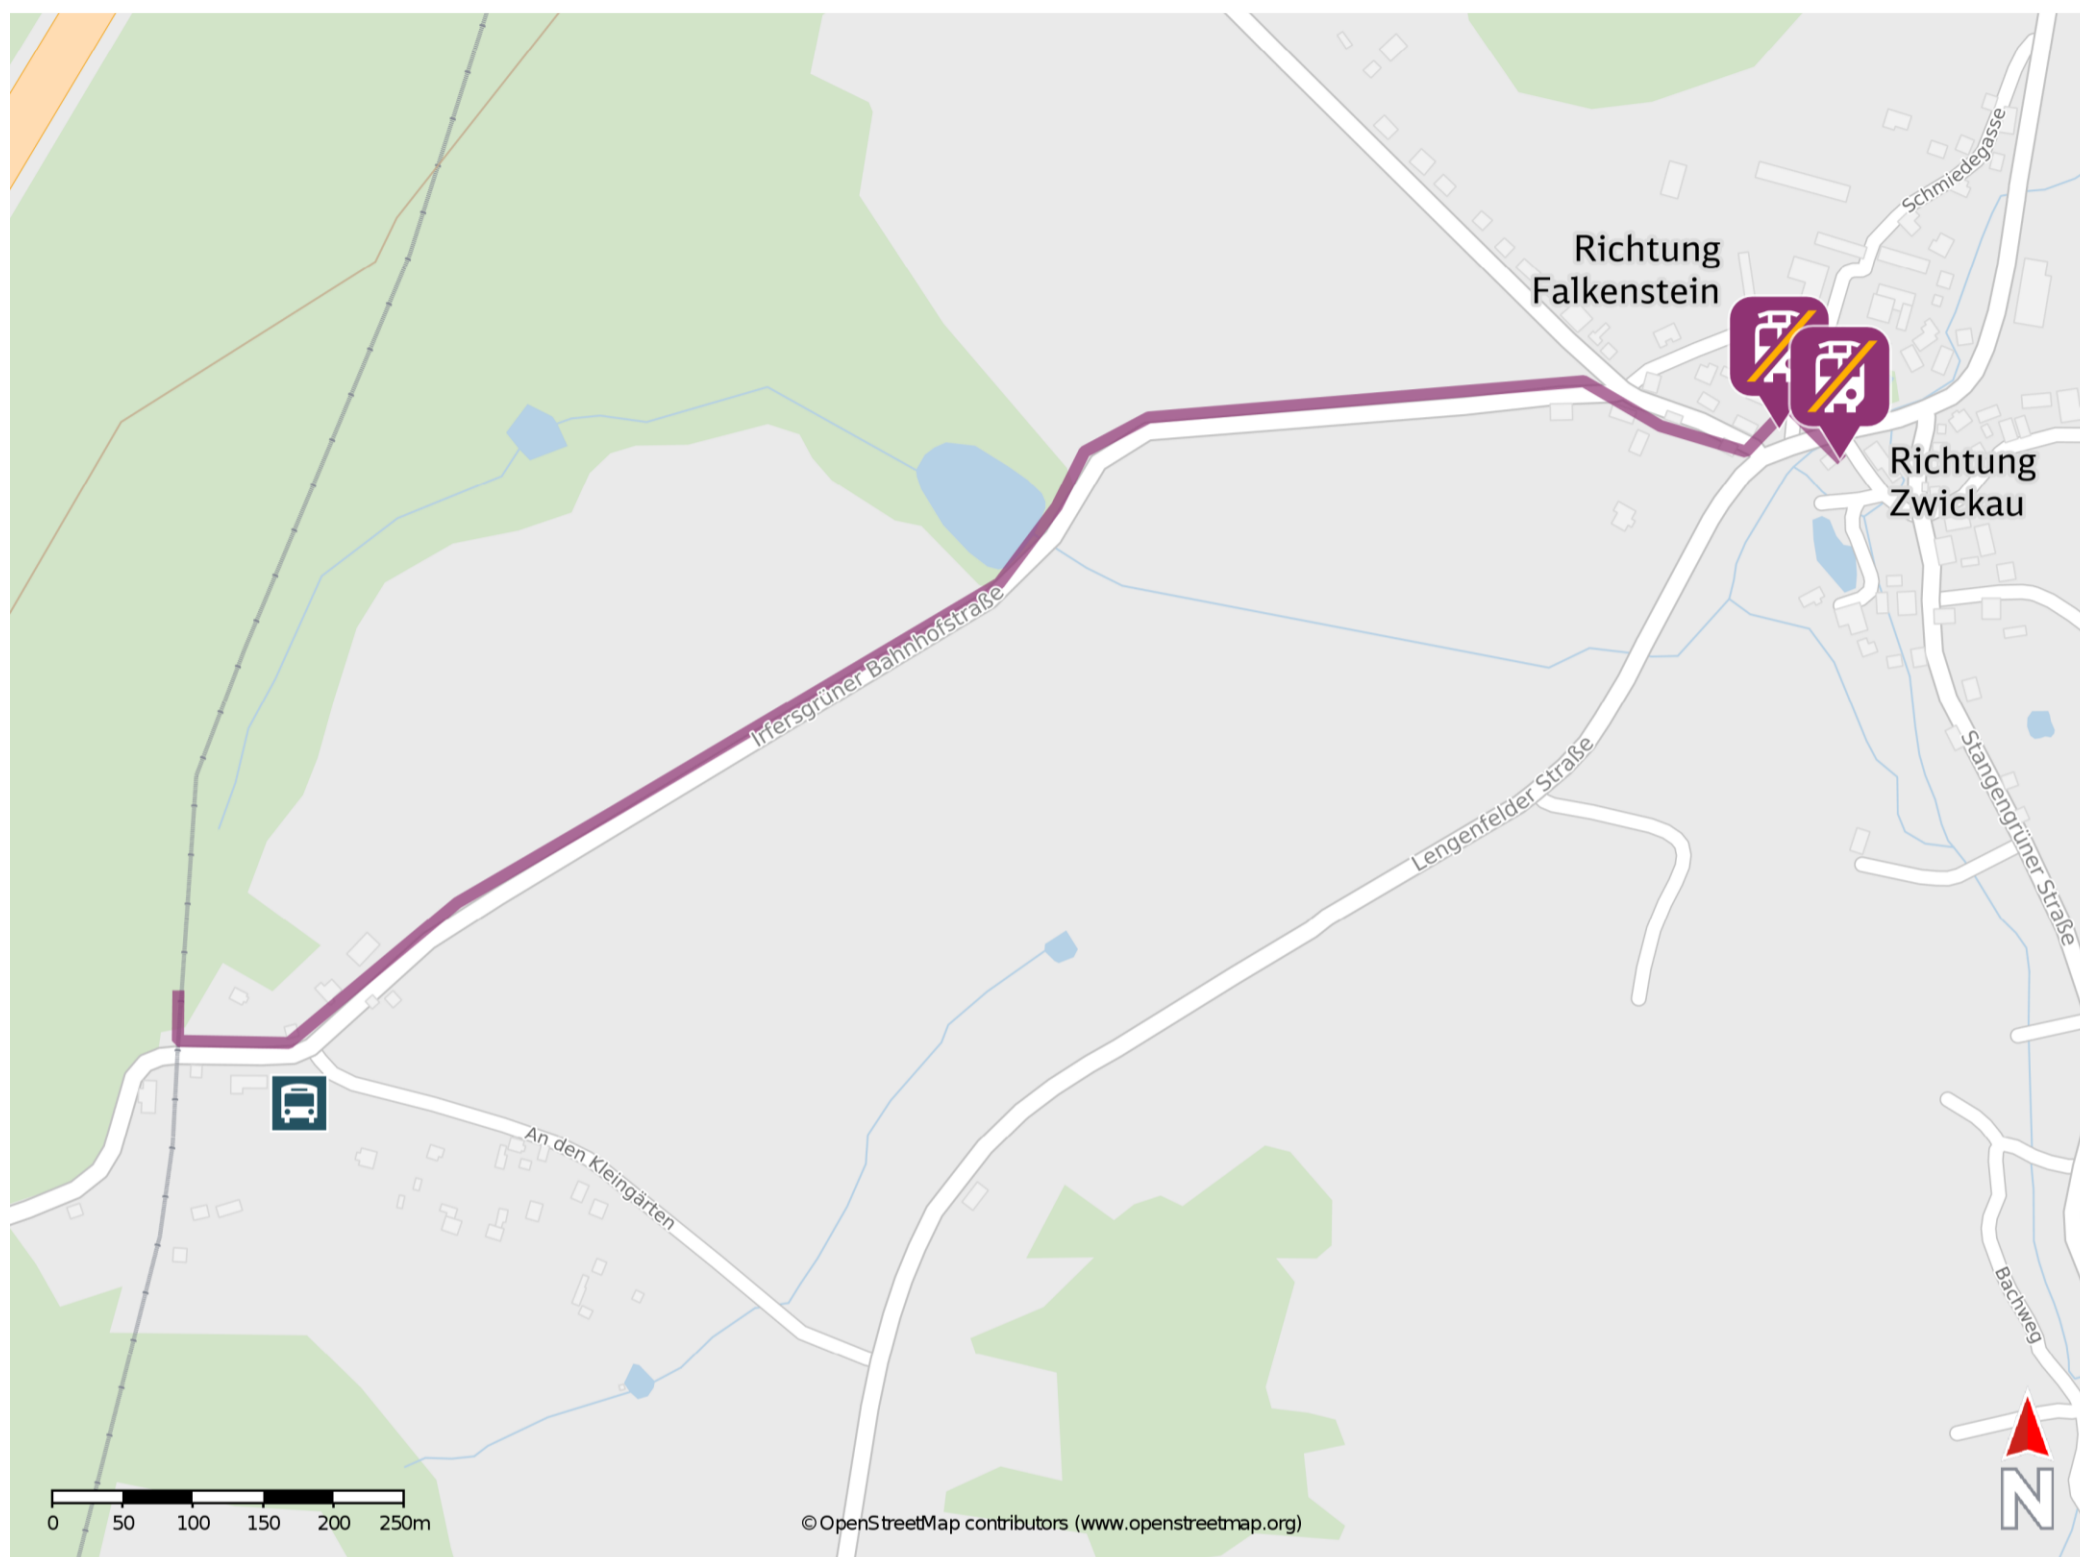 Schmiedegasse
Richtung
Falkenstein
Richtung
Zwickau
Irfersgrüner Bahnhofstraße
Lengenfelder Straße
Stangengrüner Straße
An den Kleingärten
Bachweg
N
0 50 100 150 200 250m
©OpenStreetMap contributors (www.openstreetmap.org)